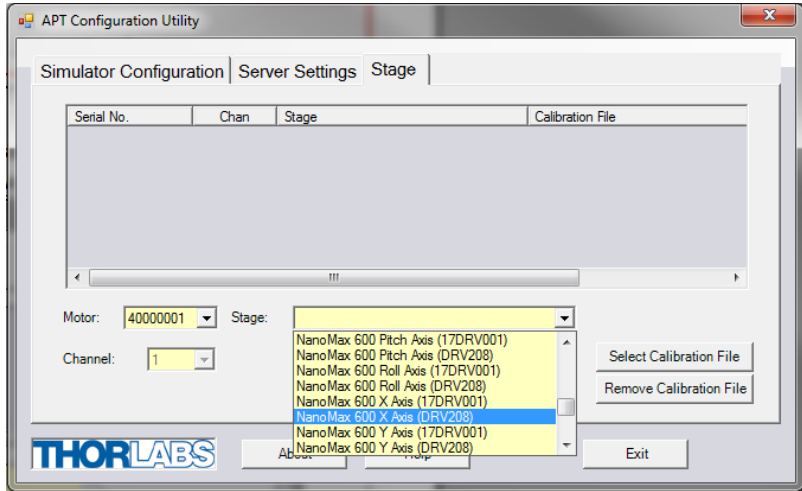 APT Configuration Utility
Simulator Configuration Server Settings Stage
Serial No. Chan Stage Calibration File
Motor: 40000001 Stage:
NanoMax 600 Pitch Axis (17DRV001)
NanoMax 600 Pitch Axis (DRV208)
Channel: 1
NanoMax 600 Roll Axis (17DRV001)
Select Calibration File
NanoMax 600 Roll Axis (DRV208)
NanoMax 600 X Axis (17DRV001)
Remove Calibration File
NanoMax 600 X Axis (DRV208)
NanoMax 600 Y Axis (17DRV001)
NanoMax 600 Y Axis (DRV208)
THORLABS
About Help Exit